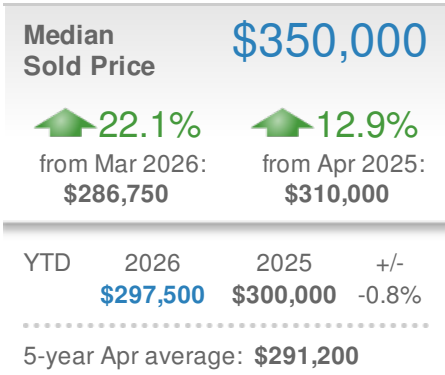 Median
Sold Price
$350,000
22.1% 12.9%
from Mar 2026: from Apr 2025:
$286,750 $310,000
YTD 2026 2025 +/-
$297,500 $300,000 -0.8%
5-year Apr average: $291,200